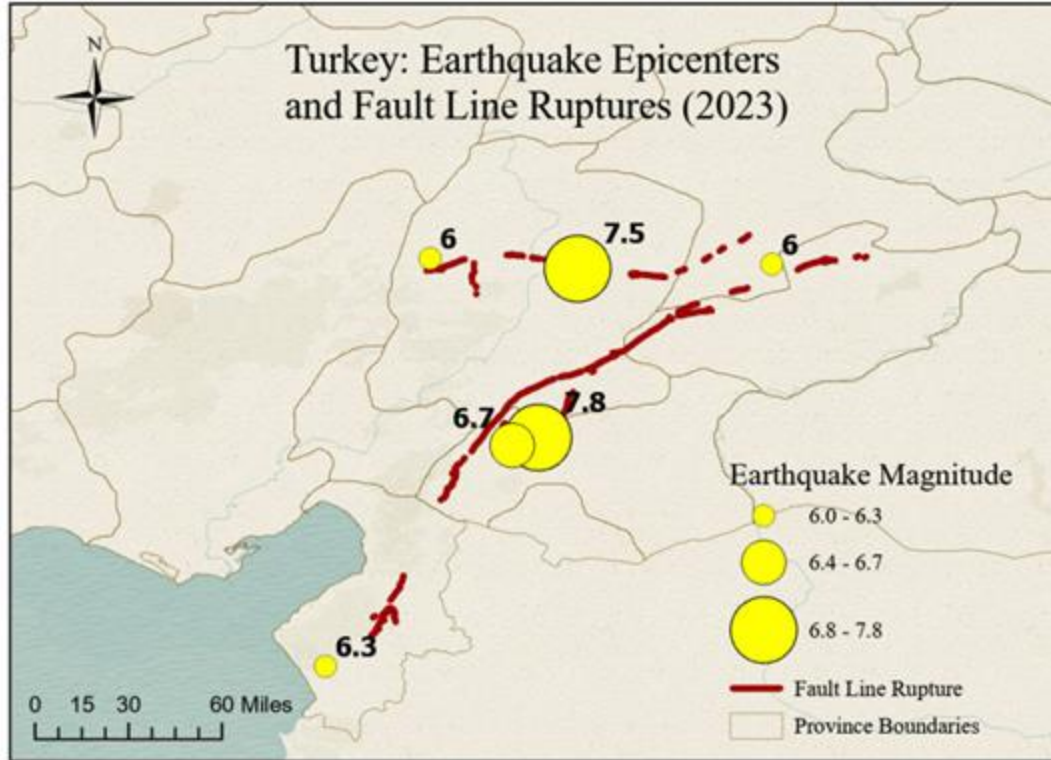 N
Turkey: Earthquake Epicenters
and Fault Line Ruptures (2023)
6
7.5
6
6.7
7.8
6.3
Earthquake Magnitude
6.0 - 6.3
6.4 - 6.7
6.8 - 7.8
Fault Line Rupture
Province Boundaries
0 15 30 60 Miles